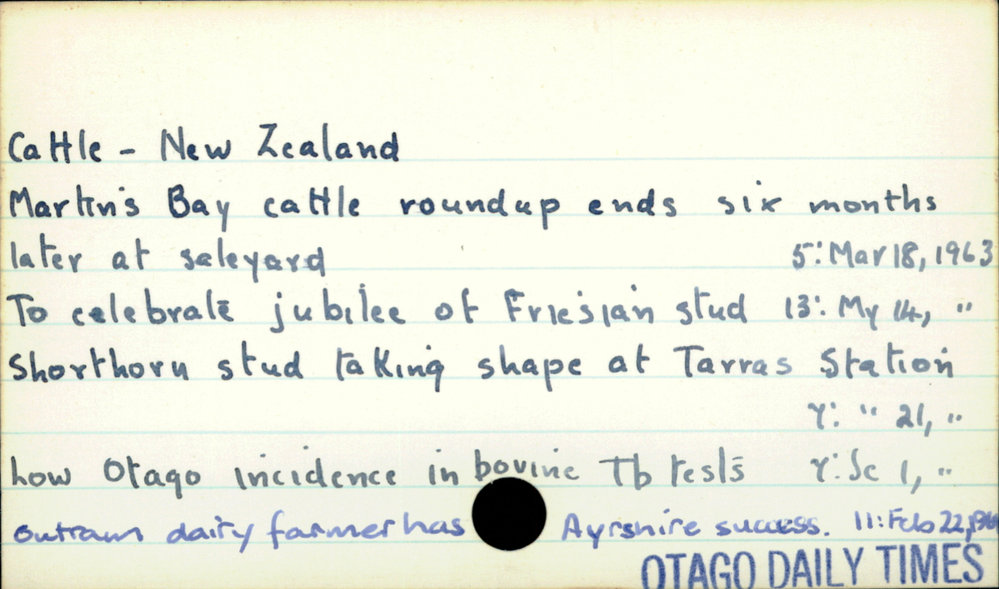 Cattle - New Zealand
Martin's Bay cattle roundup ends six months
later at saleyard 5: Mar 18, 1963
To celebrate jubilee of Friesian stud 13: My 14, "
Shorthorn stud taking shape at Tarras Station
Y: " 21, "
Low Otago incidence in bovine Tb tests Y: Se 1, "
Outram dairy farmer has Ayrshire success. 11: Feb 22,
OTAGO DAILY TIMES